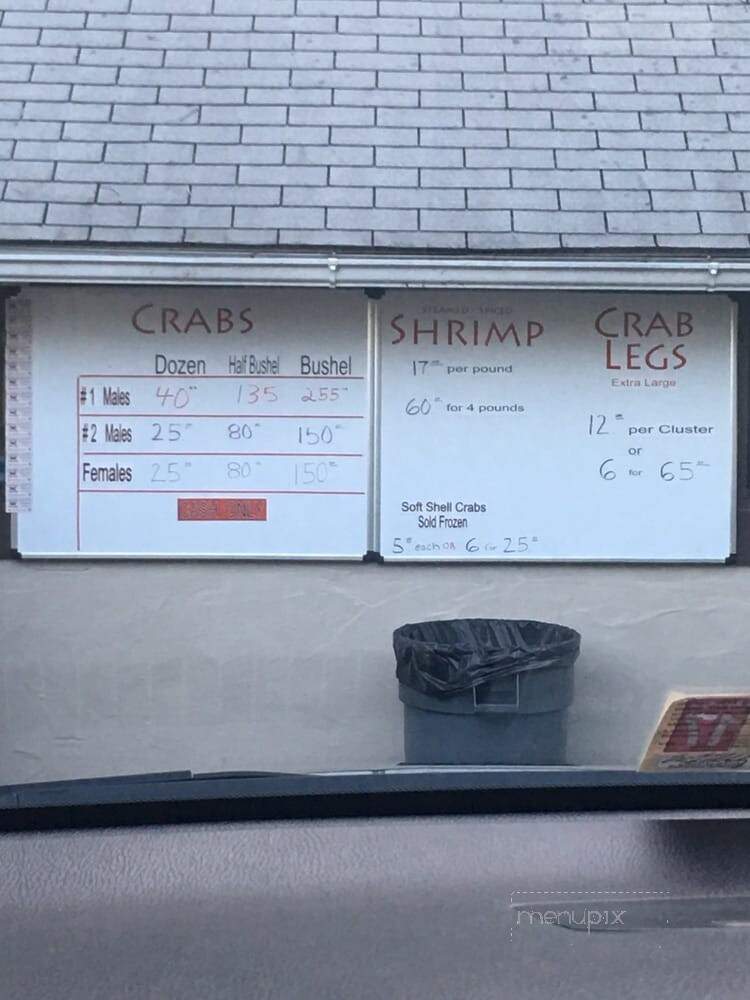 CRABS
Dozen Half Bushel Bushel
#1 Males 40 135 255
#2 Males 25 80 150
Females 25 80 150
STEAMED - SPICED
SHRIMP
17 per pound
60 for 4 pounds
Soft Shell Crabs
Sold Frozen
5 each OR 6 for 25
CRAB
LEGS
Extra Large
12 per Cluster
or
6 for 65
menupix